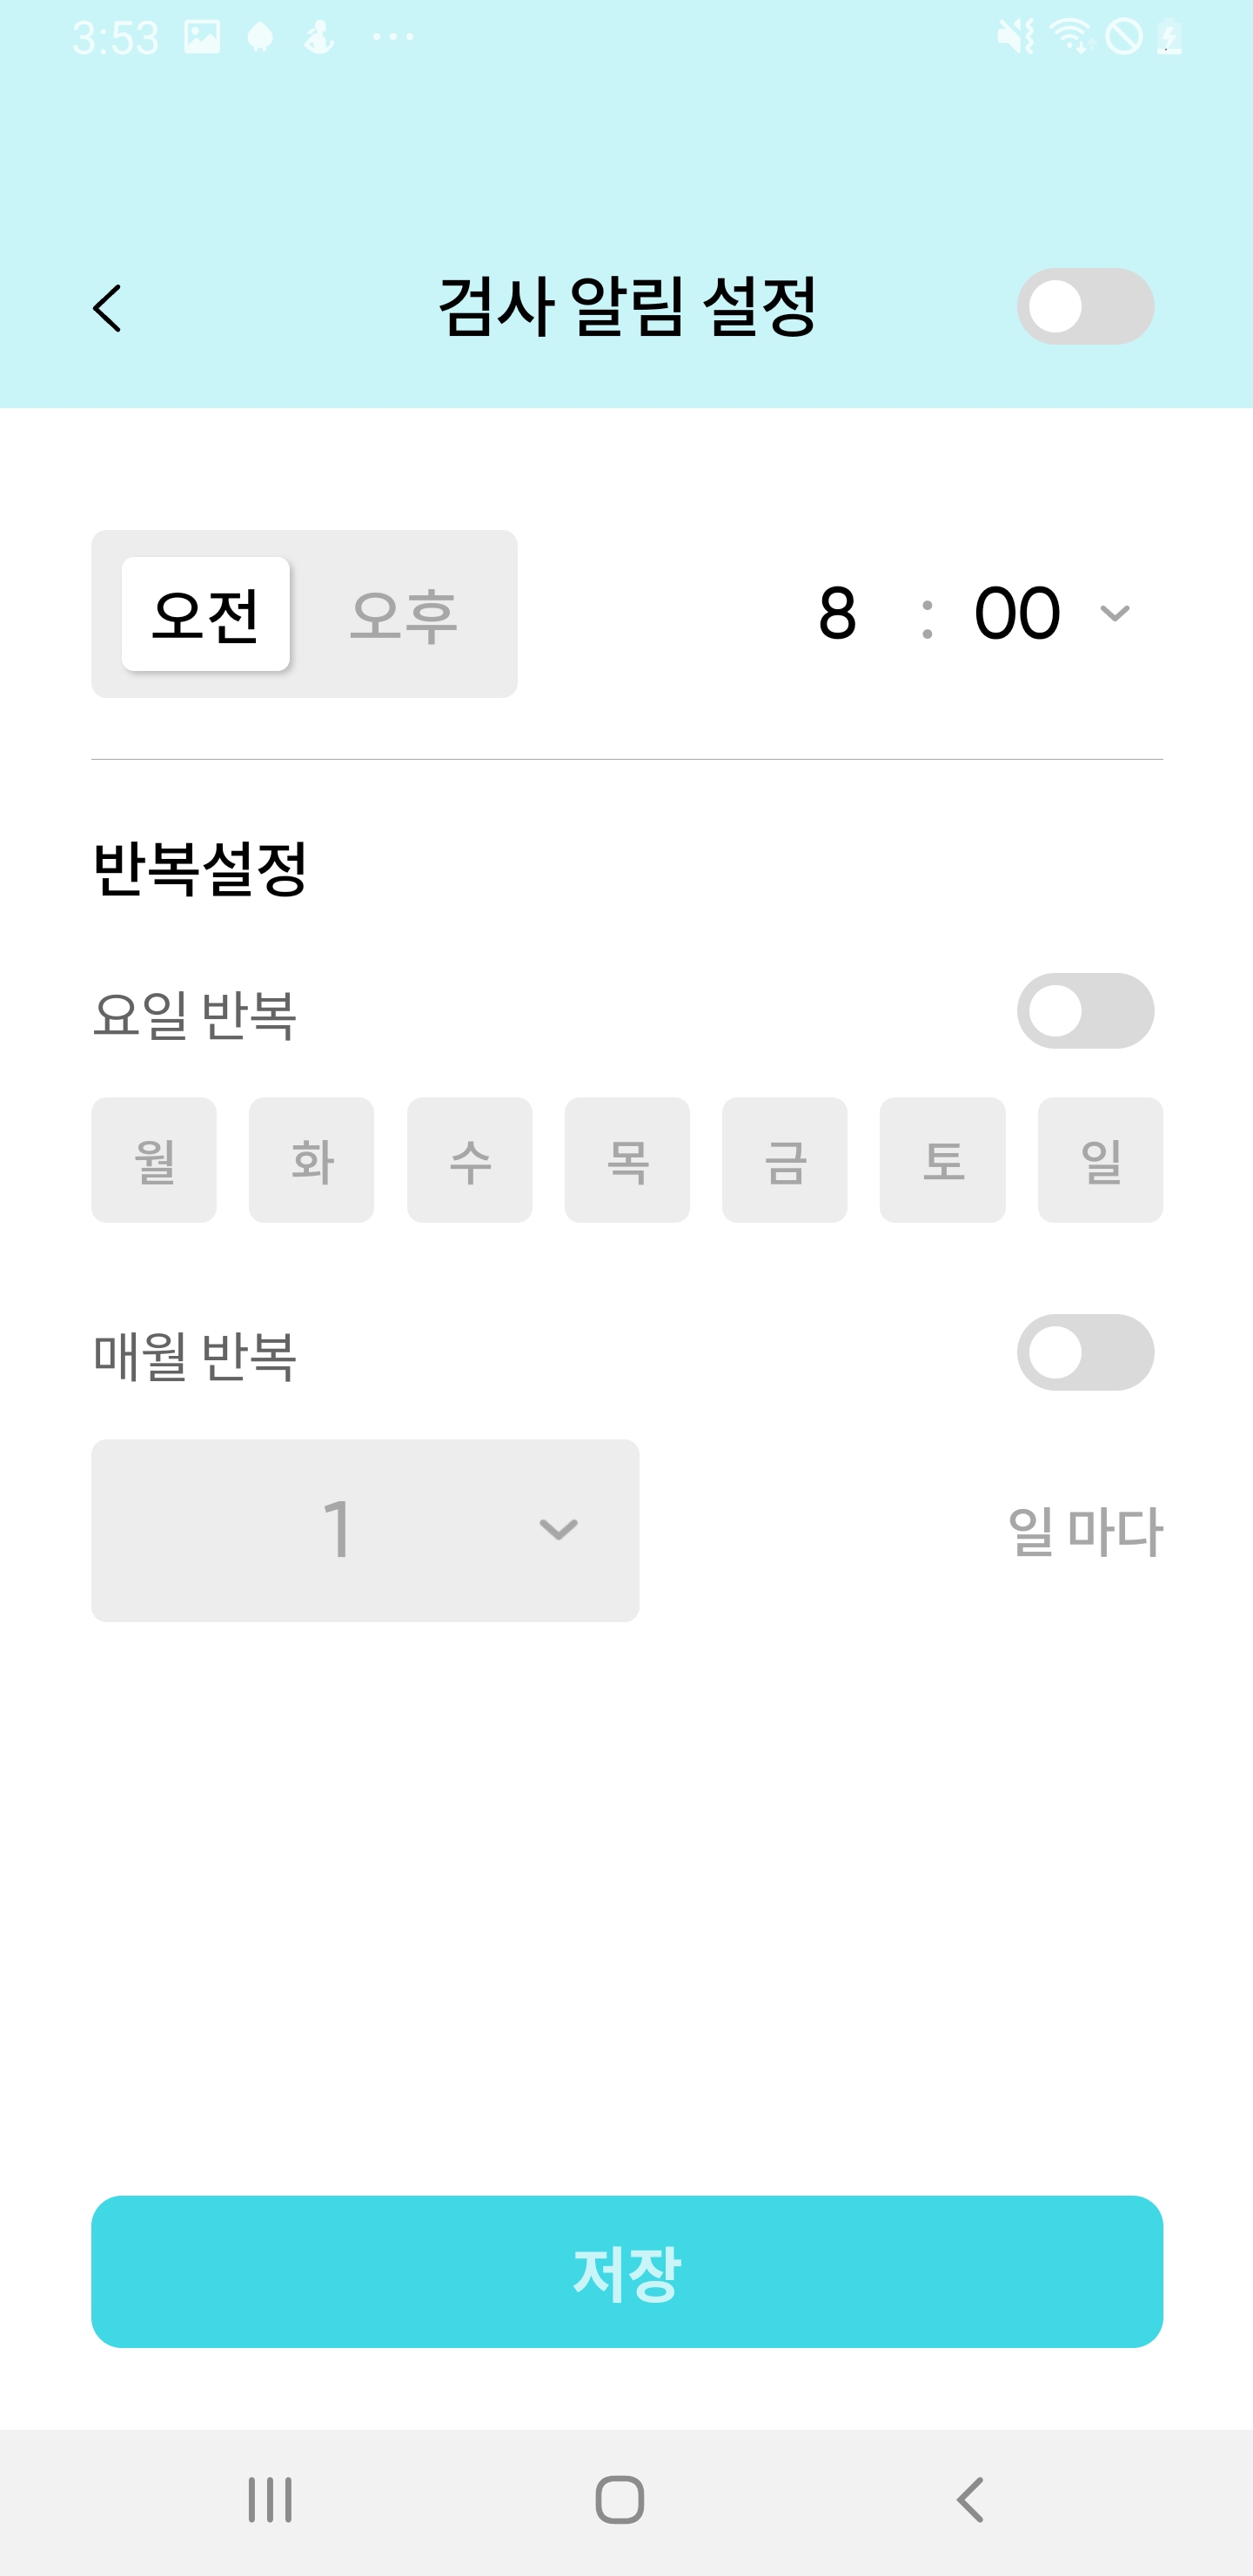 3:53
검사 알림 설정
오전 오후 8 : 00
반복설정
요일 반복
월 화 수 목 금 토 일
매월 반복
1 일 마다
저장